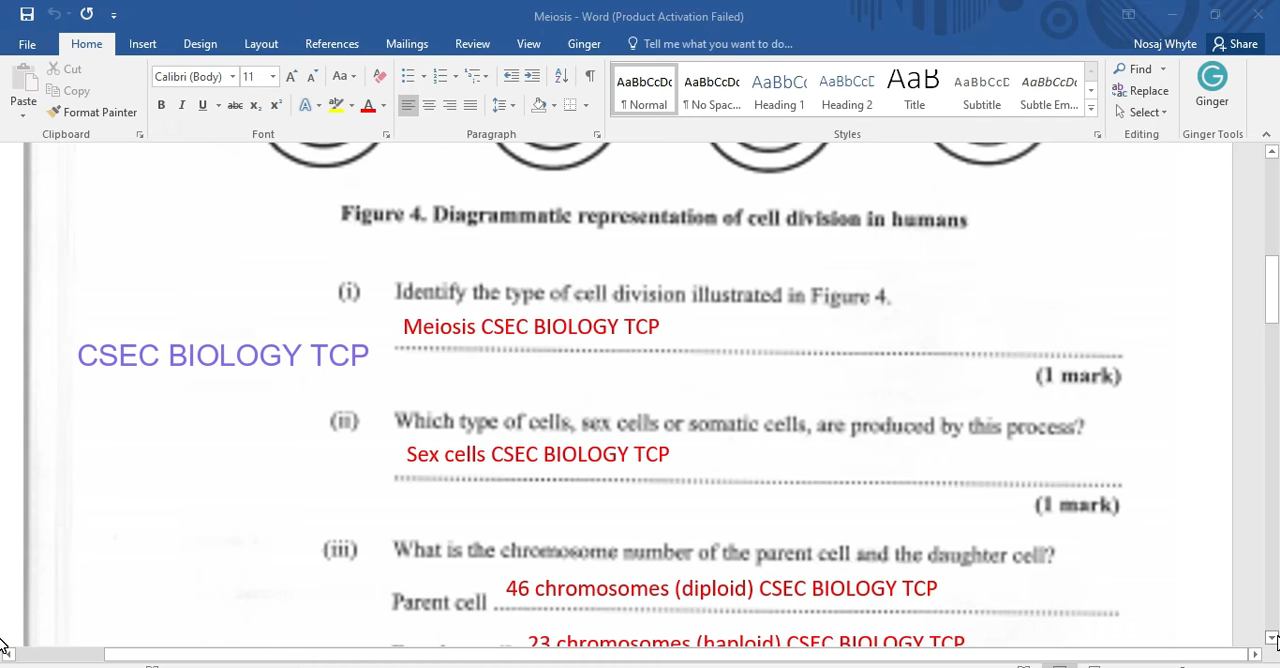 Meiosis - Word (Product Activation Failed)
File Home Insert Design Layout References Mailings Review View Ginger Tell me what you want to do... Nosaj Whyte Share
Paste Cut Copy Format Painter
Clipboard
Calibri (Body) 11
Font
Paragraph
AaBbCcDc AaBbCcDc AaBbCc AaBbCcD AaB AaBbCcD AaBbCcDc
¶ Normal ¶ No Spac... Heading 1 Heading 2 Title Subtitle Subtle Em...
Styles
Find Replace Select
Editing
Ginger
Ginger Tools
Figure 4. Diagrammatic representation of cell division in humans
(i) Identify the type of cell division illustrated in Figure 4.
Meiosis CSEC BIOLOGY TCP
CSEC BIOLOGY TCP
(1 mark)
(ii) Which type of cells, sex cells or somatic cells, are produced by this process?
Sex cells CSEC BIOLOGY TCP
(1 mark)
(iii) What is the chromosome number of the parent cell and the daughter cell?
Parent cell 46 chromosomes (diploid) CSEC BIOLOGY TCP
23 chromosomes (haploid) CSEC BIOLOGY TCP